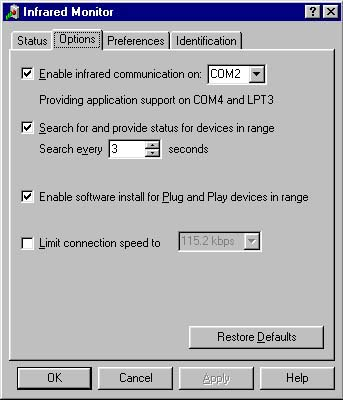 Infrared Monitor
Status Options Preferences Identification
Enable infrared communication on: COM2
Providing application support on COM4 and LPT3
Search for and provide status for devices in range
Search every 3 seconds
Enable software install for Plug and Play devices in range
Limit connection speed to 115.2 kbps
Restore Defaults
OK Cancel Apply Help